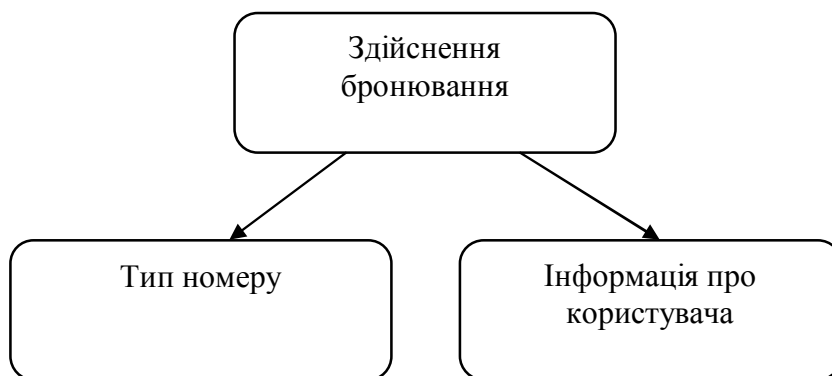 Здійснення
бронювання
Тип номеру
Інформація про
користувача